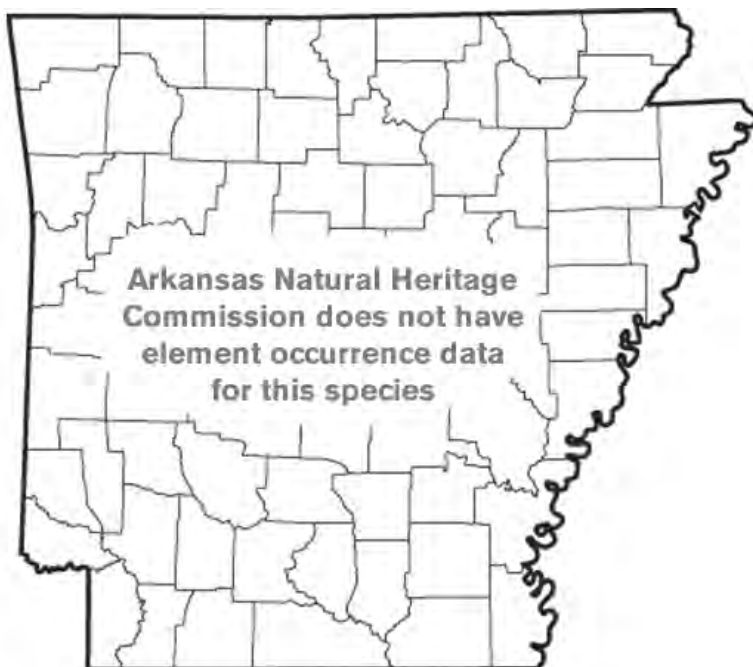 Arkansas Natural Heritage
Commission does not have
element occurrence data
for this species